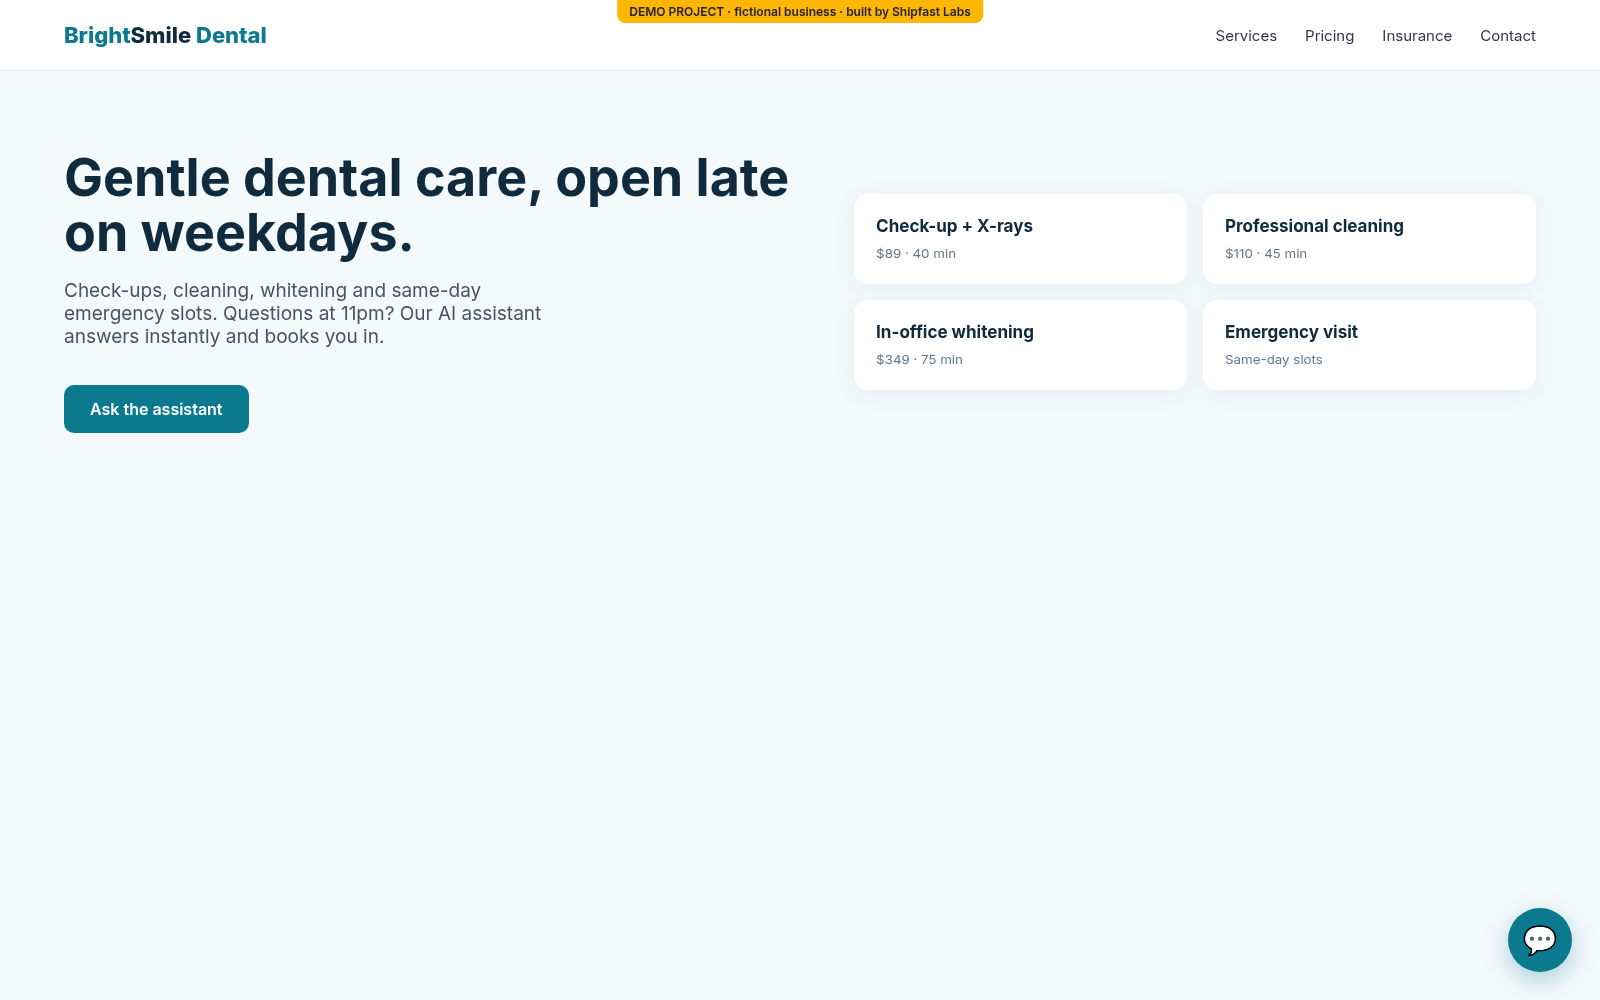 DEMO PROJECT · fictional business · built by Shipfast Labs
BrightSmile Dental
Services
Pricing
Insurance
Contact
Gentle dental care, open late
on weekdays.
Check-ups, cleaning, whitening and same-day
emergency slots. Questions at 11pm? Our AI assistant
answers instantly and books you in.
Ask the assistant
Check-up + X-rays
$89 · 40 min
Professional cleaning
$110 · 45 min
In-office whitening
$349 · 75 min
Emergency visit
Same-day slots